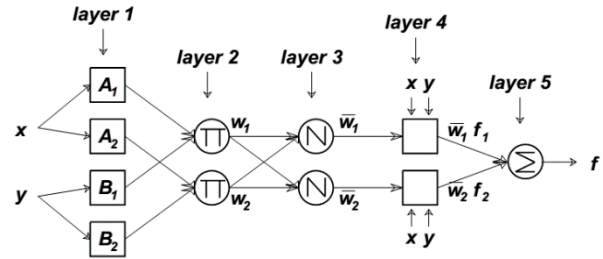 layer 1
layer 2
layer 3
layer 4
layer 5
x
y
A1
A2
B1
B2
Π
Π
w1
w2
N
N
w̅1
w̅2
x y
x y
w̅1 f1
w̅2 f2
Σ
f